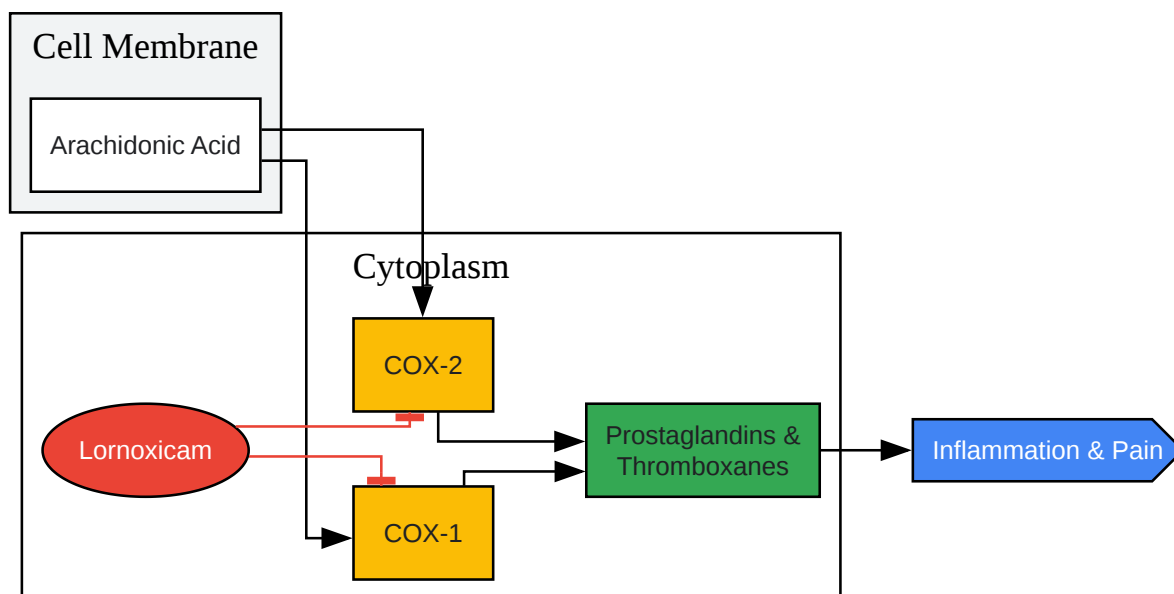 Cell Membrane
Arachidonic Acid
Cytoplasm
COX-2
Lornoxicam
Prostaglandins &
Thromboxanes
Inflammation & Pain
COX-1